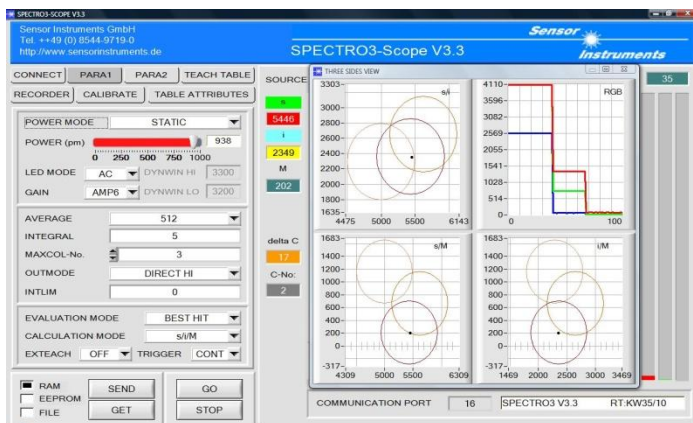 SPECTRO3-SCOPE V3.3
Sensor Instruments GmbH
Tel. ++49 (0) 8544-9719-0
http://www.sensorinstruments.de
SPECTRO3-Scope V3.3
Sensor
Instruments
CONNECT PARA1 PARA2 TEACH TABLE
RECORDER CALIBRATE TABLE ATTRIBUTES
POWER MODE STATIC
POWER (pm) 938
0 250 500 750 1000
LED MODE AC DYNWIN HI 3300
GAIN AMP6 DYNWIN LO 3200
AVERAGE 512
INTEGRAL 5
MAXCOL-No. 3
OUTMODE DIRECT HI
INTLIM 0
EVALUATION MODE BEST HIT
CALCULATION MODE s/i/M
EXTEACH OFF TRIGGER CONT
RAM
EEPROM
FILE
SEND GO
GET STOP
SOURCE
s
5446
i
2349
M
202
delta C
17
C-No:
2
THREE SIDES VIEW
35
s/i
3303-
3000-
2800-
2600-
2400-
2200-
2000-
1800-
1635-
4475 5000 5500 6143
RGB
4110-
3596-
3082-
2569-
2055-
1541-
1028-
514-
0-
0 100
s/M
1683-
1400-
1200-
1000-
800-
600-
400-
200-
0-
-317-
4309 5000 5500 6309
i/M
1683-
1400-
1200-
1000-
800-
600-
400-
200-
0-
-317-
1469 2000 2500 3000 3469
COMMUNICATION PORT 16 SPECTRO3 V3.3 RT:KW35/10